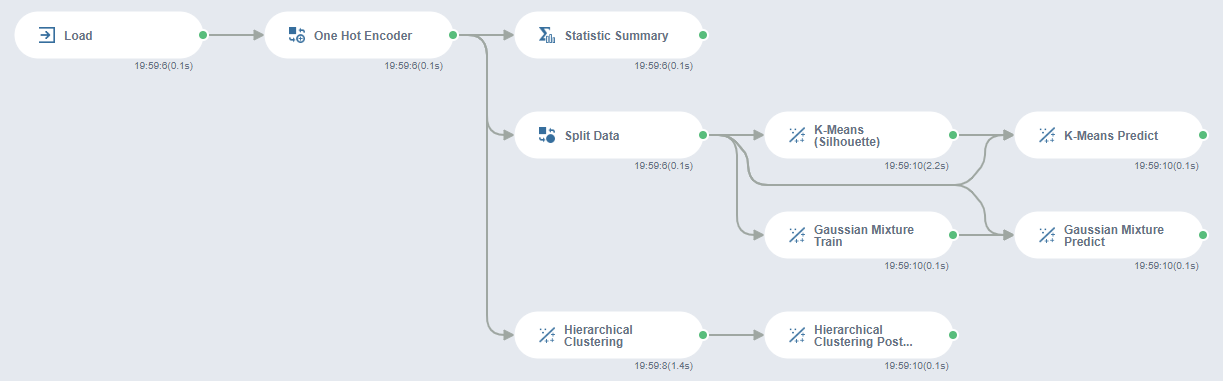 Load
19:59:6(0.1s)
One Hot Encoder
19:59:6(0.1s)
Statistic Summary
19:59:6(0.1s)
Split Data
19:59:6(0.1s)
K-Means
(Silhouette)
19:59:10(2.2s)
K-Means Predict
19:59:10(0.1s)
Gaussian Mixture
Train
19:59:10(0.1s)
Gaussian Mixture
Predict
19:59:10(0.1s)
Hierarchical
Clustering
19:59:8(1.4s)
Hierarchical
Clustering Post...
19:59:10(0.1s)